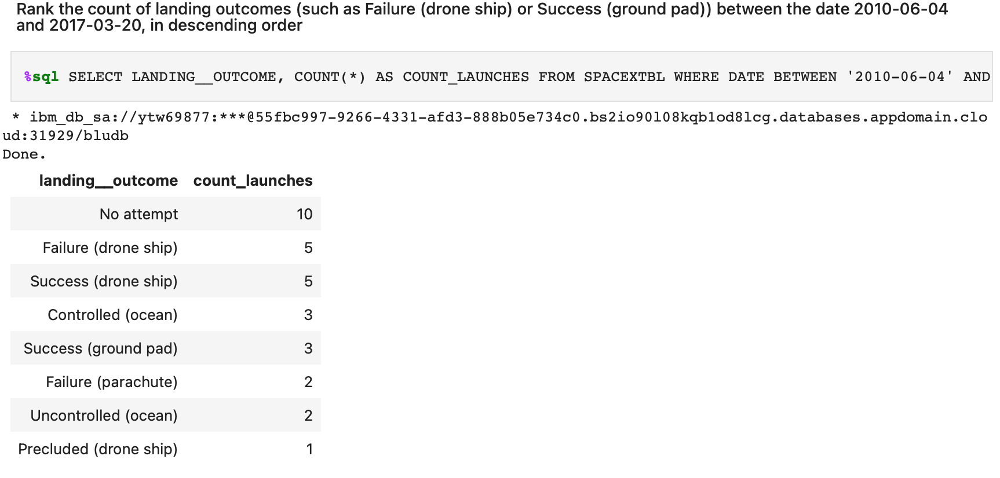 Rank the count of landing outcomes (such as Failure (drone ship) or Success (ground pad)) between the date 2010-06-04
and 2017-03-20, in descending order
%sql SELECT LANDING__OUTCOME, COUNT(*) AS COUNT_LAUNCHES FROM SPACEXTBL WHERE DATE BETWEEN '2010-06-04' AND
* ibm_db_sa://ytw69877:***@55fbc997-9266-4331-afd3-888b05e734c0.bs2io90l08kqb1od8lcg.databases.appdomain.clo
ud:31929/bludb
Done.
landing__outcome count_launches
No attempt 10
Failure (drone ship) 5
Success (drone ship) 5
Controlled (ocean) 3
Success (ground pad) 3
Failure (parachute) 2
Uncontrolled (ocean) 2
Precluded (drone ship) 1